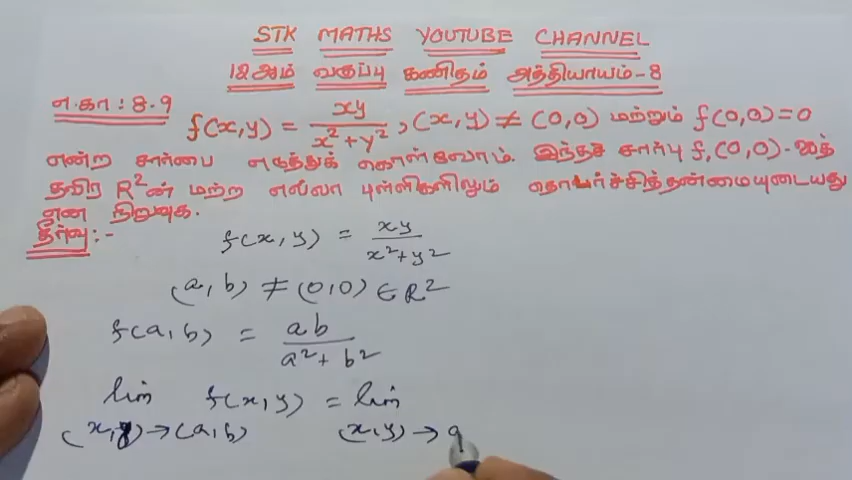 STK MATHS YOUTUBE CHANNEL
12ஆம் வகுப்பு கணிதம் அத்தியாயம்-8
எ.கா : 8.9
f(x,y) = xy / x² + y² , (x,y) ≠ (0,0) மற்றும் f(0,0) = 0
என்ற சார்பை எடுத்துக் கொள்வோம். இந்தச் சார்பு f, (0,0)-ஐத்
தவிர R²ன் மற்ற எல்லா புள்ளிகளிலும் தொடர்ச்சித்தன்மையுடையது
என நிறுவுக.
தீர்வு :-
f(x,y) = xy / x² + y²
(a,b) ≠ (0,0) ∈ R²
f(a,b) = ab / a² + b²
lim f(x,y) = lim
(x,y) → (a,b) (x,y) → a